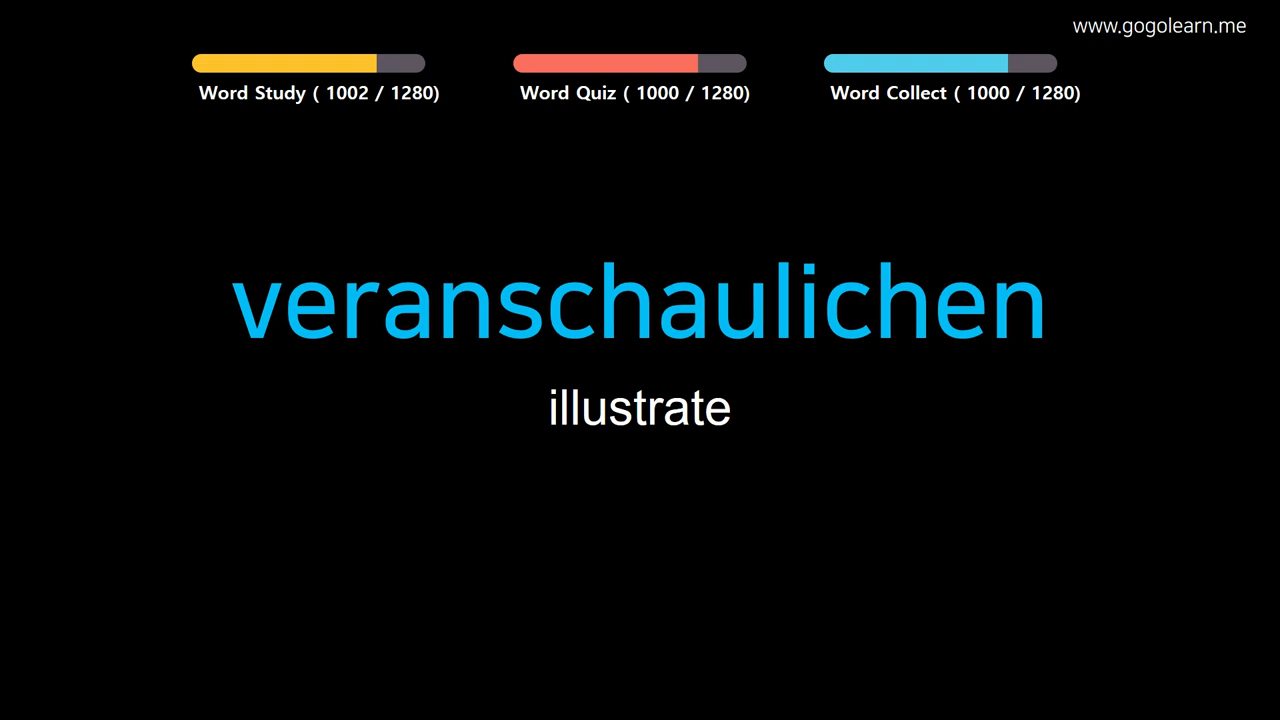 www.gogolearn.me
Word Study ( 1002 / 1280)
Word Quiz ( 1000 / 1280)
Word Collect ( 1000 / 1280)
veranschaulichen
illustrate